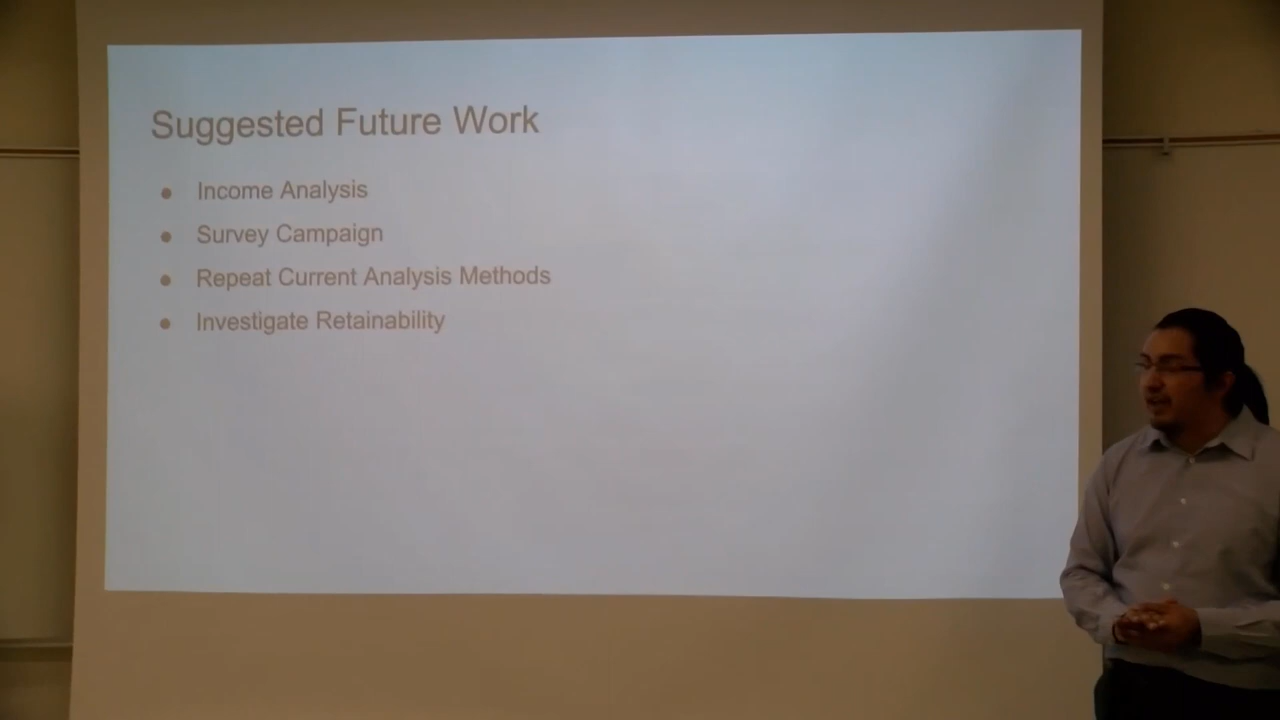 Suggested Future Work
● Income Analysis
● Survey Campaign
● Repeat Current Analysis Methods
● Investigate Retainability